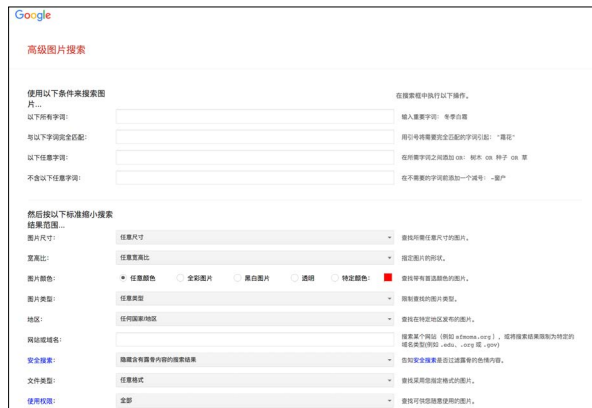 Google
高级图片搜索
使用以下条件来搜索图片...
在搜索框中执行以下操作。
以下所有字词:
输入重要字词: 冬季白霜
与以下字词完全匹配:
用引号将需要完全匹配的字词引起: "霜花"
以下任意字词:
在所需字词之间添加 OR: 树木 OR 种子 OR 草
不含以下任意字词:
在不需要的字词前添加一个减号: -窗户
然后按以下标准缩小搜索结果范围...
图片尺寸: 任意尺寸 查找所需任意尺寸的图片。
宽高比: 任意宽高比 指定图片的形状。
图片颜色: 任意颜色 全彩图片 黑白图片 透明 特定颜色: 查找带有首选颜色的图片。
图片类型: 任意类型 限制查找的图片类型。
地区: 任何国家/地区 查找在特定地区发布的图片。
网站或域名: 搜索某个网站 (例如 sfmoma.org ),或将搜索结果限制为特定的
域名类型(例如 .edu、.org 或 .gov)
安全搜索: 隐藏含有露骨内容的搜索结果 告知安全搜索是否过滤露骨的色情内容。
文件类型: 任意格式 查找采用您指定格式的图片。
使用权限: 全部 查找可供您随意使用的图片。